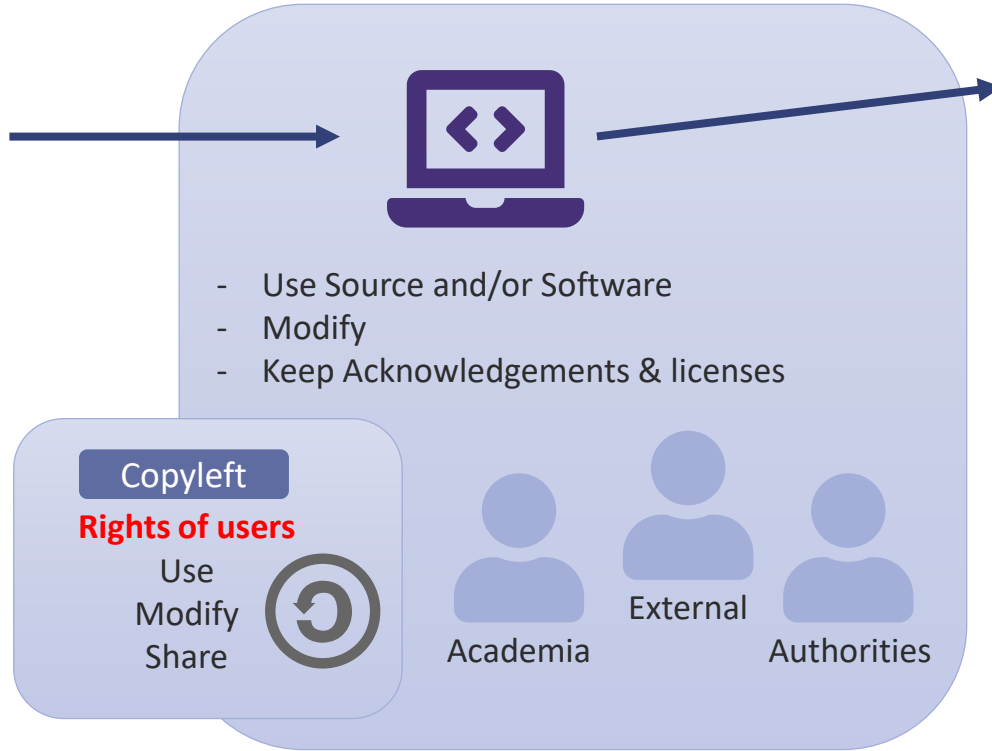 - Use Source and/or Software
- Modify
- Keep Acknowledgements & licenses
Copyleft
Rights of users
Use
Modify
Share
Academia
External
Authorities